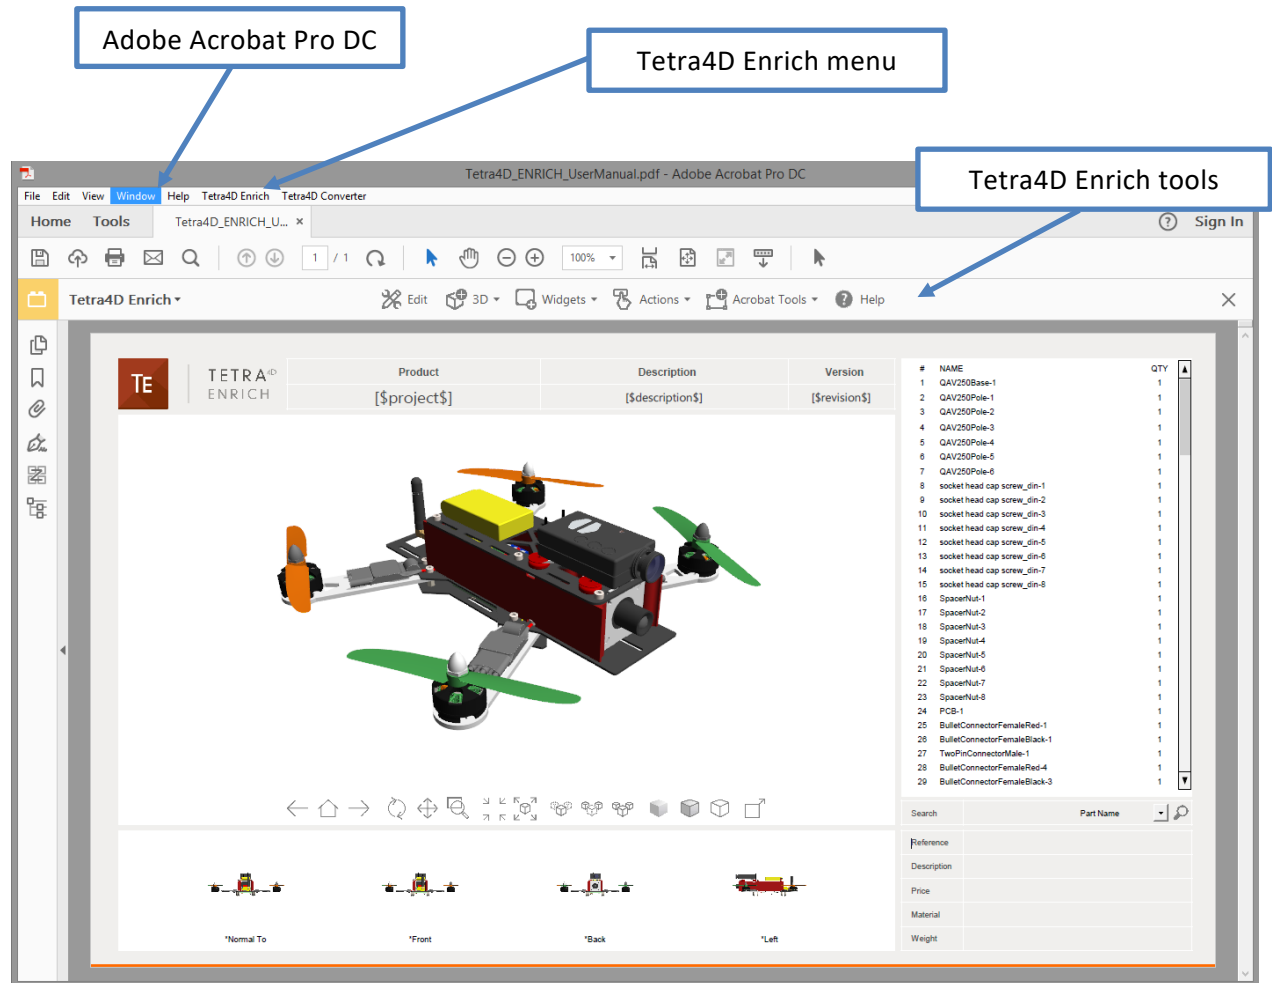 Adobe Acrobat Pro DC
Tetra4D Enrich menu
Tetra4D Enrich tools
Tetra4D_ENRICH_UserManual.pdf - Adobe Acrobat Pro DC
File Edit View Window Help Tetra4D Enrich Tetra4D Converter
Home Tools Tetra4D_ENRICH_U... × ? Sign In
1 / 1 100%
Tetra4D Enrich Edit 3D Widgets Actions Acrobat Tools Help
TE TETRA4D ENRICH
Product Description Version
[$project$] [$description$] [$revision$]
# NAME QTY
1 QAV250Base-1 1
2 QAV250Pole-1 1
3 QAV250Pole-2 1
4 QAV250Pole-3 1
5 QAV250Pole-4 1
6 QAV250Pole-5 1
7 QAV250Pole-6 1
8 socket head cap screw_din-1 1
9 socket head cap screw_din-2 1
10 socket head cap screw_din-3 1
11 socket head cap screw_din-4 1
12 socket head cap screw_din-5 1
13 socket head cap screw_din-6 1
14 socket head cap screw_din-7 1
15 socket head cap screw_din-8 1
16 SpacerNut-1 1
17 SpacerNut-2 1
18 SpacerNut-3 1
19 SpacerNut-4 1
20 SpacerNut-5 1
21 SpacerNut-6 1
22 SpacerNut-7 1
23 SpacerNut-8 1
24 PCB-1 1
25 BulletConnectorFemaleRed-1 1
26 BulletConnectorFemaleBlack-1 1
27 TwoPinConnectorMale-1 1
28 BulletConnectorFemaleRed-4 1
29 BulletConnectorFemaleBlack-3 1
Search Part Name
Reference
Description
Price
Material
Weight
*Normal To *Front *Back *Left